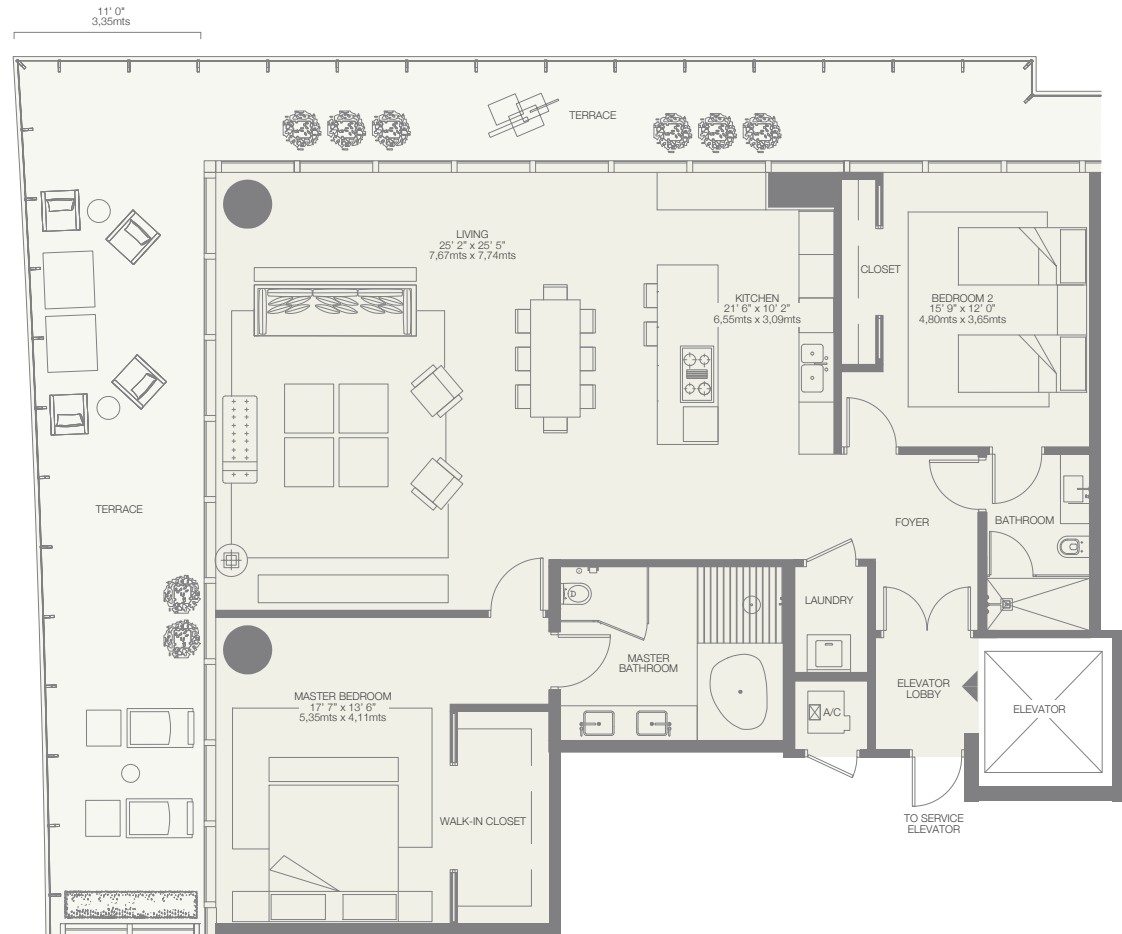 11' 0"
3,35mts
TERRACE
LIVING
25' 2" x 25' 5"
7,67mts x 7,74mts
CLOSET
KITCHEN
21' 6" x 10' 2"
6,55mts x 3,09mts
BEDROOM 2
15' 9" x 12' 0"
4,80mts x 3,65mts
TERRACE
FOYER
BATHROOM
LAUNDRY
MASTER
BATHROOM
MASTER BEDROOM
17' 7" x 13' 6"
5,35mts x 4,11mts
ELEVATOR
LOBBY
ELEVATOR
A/C
WALK-IN CLOSET
TO SERVICE
ELEVATOR